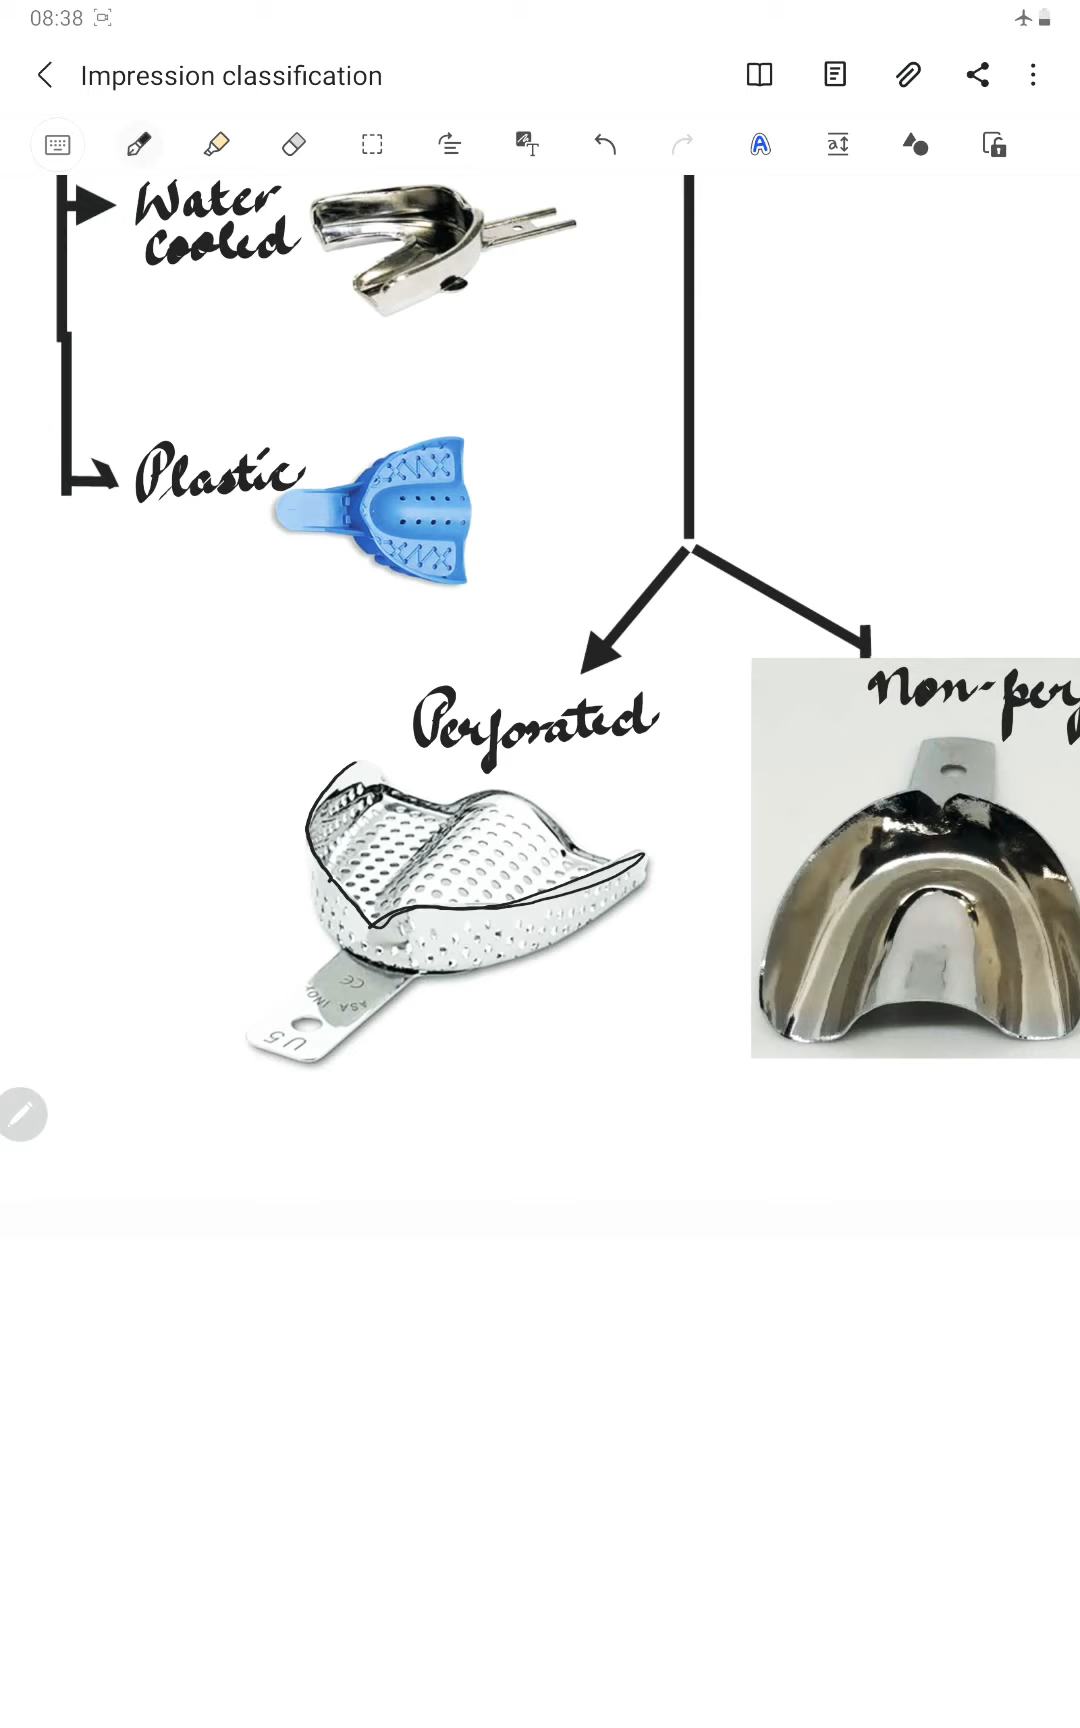 08:38
Impression classification
Water
cooled
Plastic
Perforated
Non-per
ASA INOX CE
U5